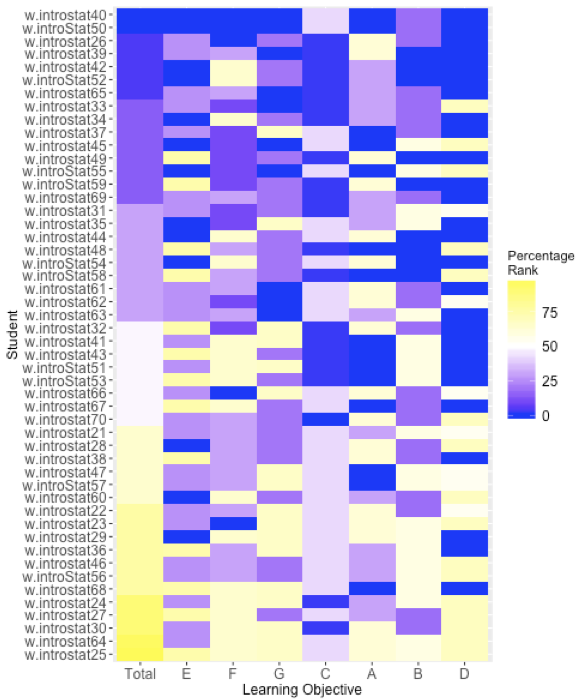 w.introstat40
w.introStat50
w.introstat26
w.introstat39
w.introstat42
w.introStat52
w.introstat65
w.introstat33
w.introstat34
w.introstat37
w.introstat45
w.introstat49
w.introStat55
w.introStat59
w.introstat69
w.introstat31
w.introstat35
w.introstat44
w.introstat48
w.introStat54
w.introStat58
w.introstat61
w.introstat62
w.introstat63
w.introstat32
w.introstat41
w.introstat43
w.introStat51
w.introStat53
w.introstat66
w.introstat67
w.introstat70
w.introstat21
w.introstat28
w.introstat38
w.introstat47
w.introStat57
w.introstat60
w.introstat22
w.introstat23
w.introstat29
w.introstat36
w.introstat46
w.introStat56
w.introstat68
w.introstat24
w.introstat27
w.introstat30
w.introstat64
w.introstat25
Student
Total E F G C A B D
Learning Objective
Percentage
Rank
75
50
25
0